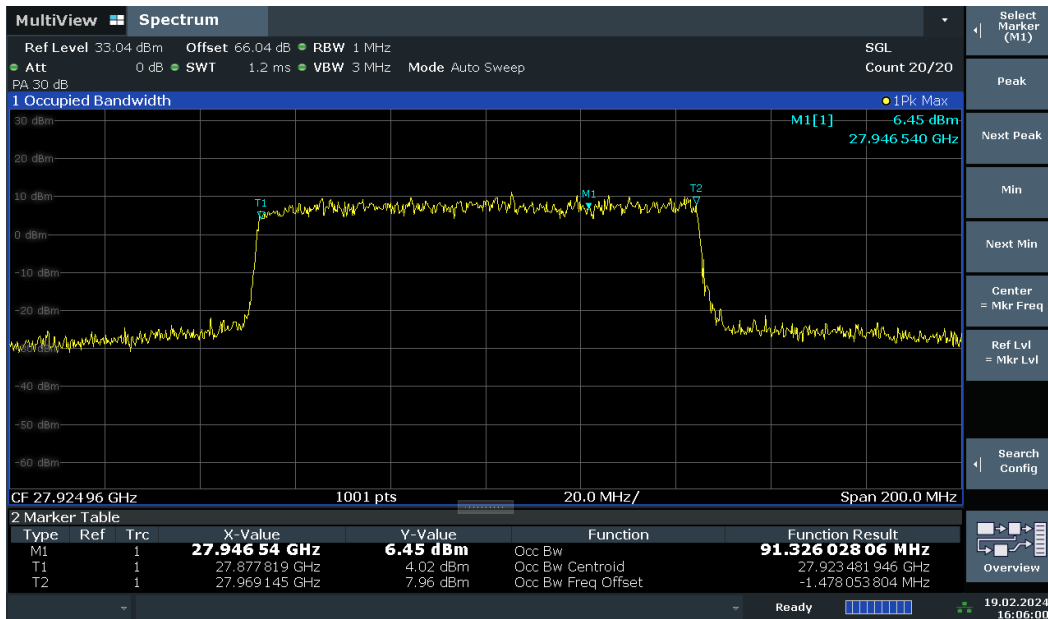 MultiView Spectrum
Ref Level 33.04 dBm Offset 66.04 dB RBW 1 MHz SGL
Att 0 dB SWT 1.2 ms VBW 3 MHz Mode Auto Sweep Count 20/20
PA 30 dB
1 Occupied Bandwidth 1Pk Max
30 dBm
M1[1] 6.45 dBm
27.946 540 GHz
20 dBm
10 dBm
T1
M1
T2
0 dBm
-10 dBm
-20 dBm
-40 dBm
-50 dBm
-60 dBm
CF 27.92496 GHz 1001 pts 20.0 MHz/ Span 200.0 MHz
2 Marker Table
Type Ref Trc X-Value Y-Value Function Function Result
M1 1 27.946 54 GHz 6.45 dBm Occ Bw 91.326 028 06 MHz
T1 1 27.877 819 GHz 4.02 dBm Occ Bw Centroid 27.923 481 946 GHz
T2 1 27.969 145 GHz 7.96 dBm Occ Bw Freq Offset -1.478 053 804 MHz
Ready 19.02.2024
16:06:00
Select
Marker
(M1)
Peak
Next Peak
Min
Next Min
Center
= Mkr Freq
Ref Lvl
= Mkr Lvl
Search
Config
Overview